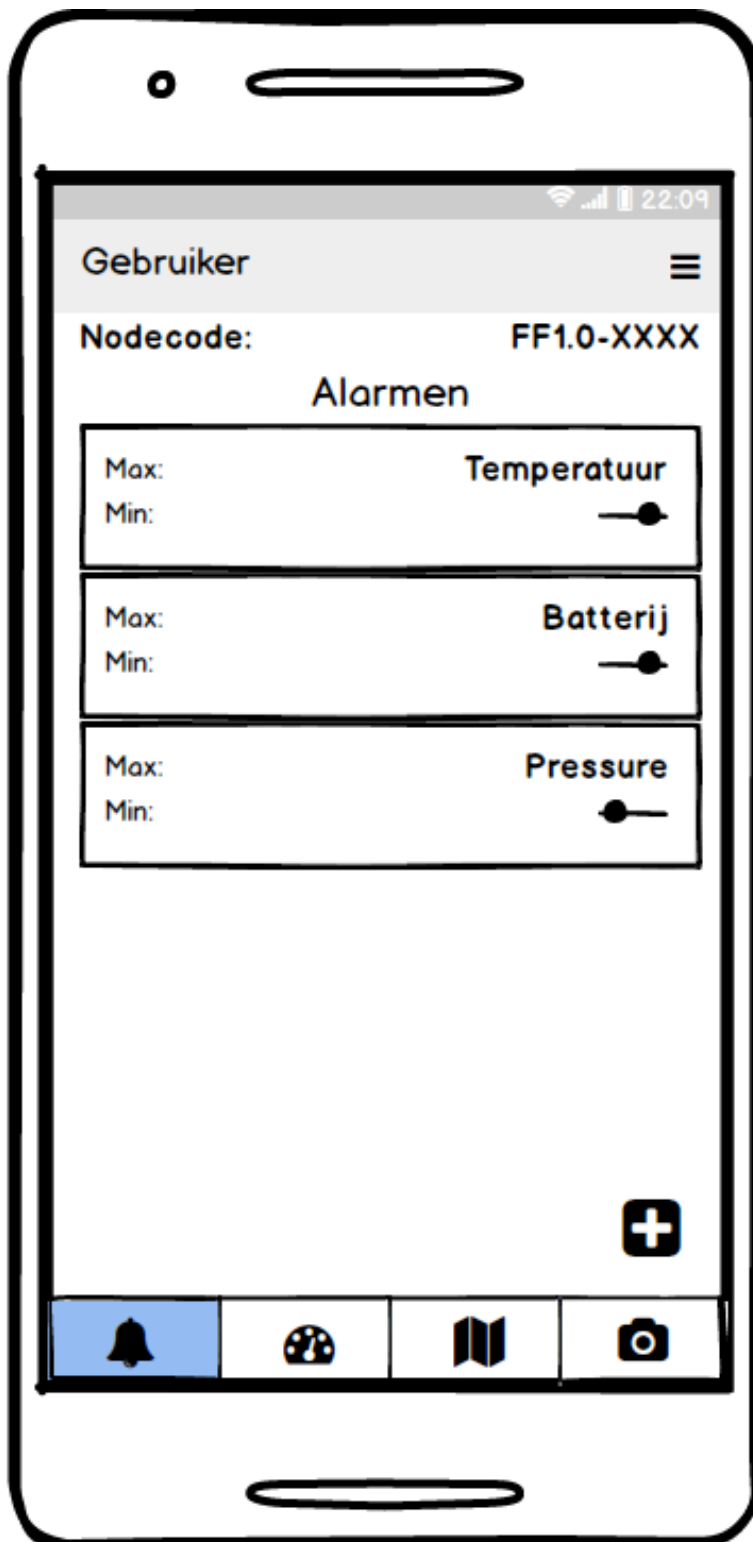 22:09
Gebruiker
Nodecode: FF1.0-XXXX
Alarmen
Max: Temperatuur
Min:
Max: Batterij
Min:
Max: Pressure
Min: